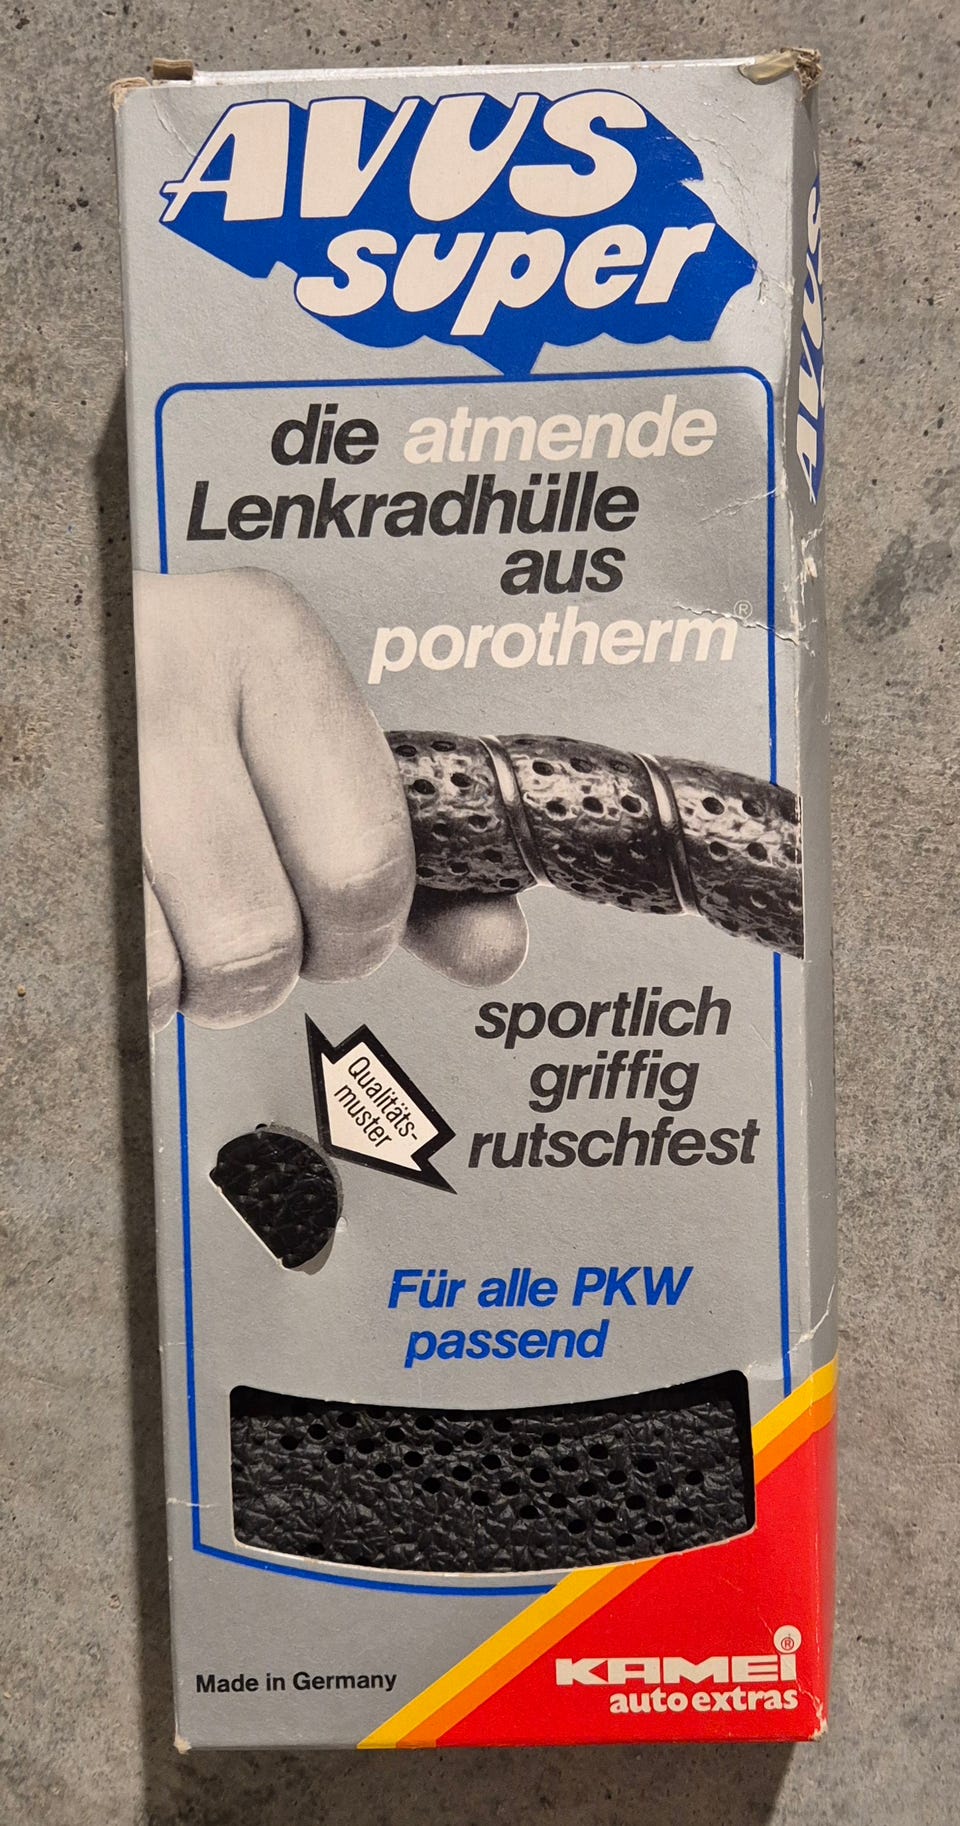 AVUS
super
die atmende
Lenkradhülle
aus
porotherm®
sportlich
griffig
rutschfest
Qualitäts-
muster
Für alle PKW
passend
Made in Germany
KAMEI®
auto extras
AVUS